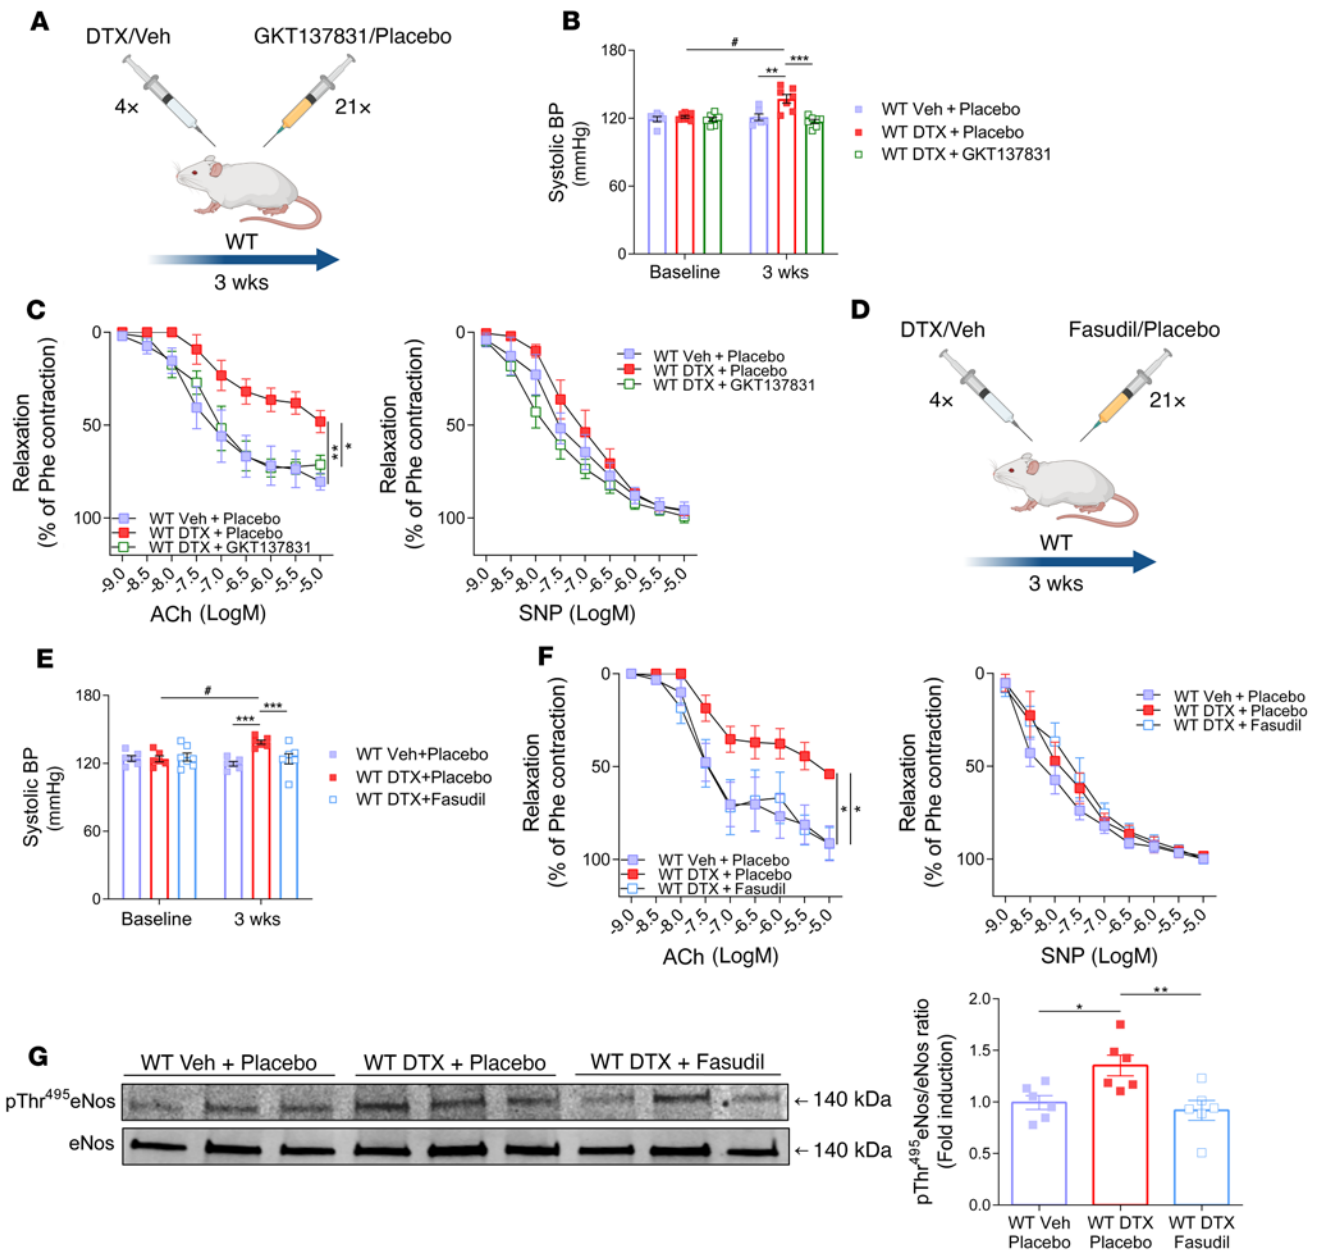 A
DTX/Veh
GKT137831/Placebo
4×
21×
WT
3 wks
B
Systolic BP
(mmHg)
180
120
60
0
#
**
***
Baseline
3 wks
WT Veh + Placebo
WT DTX + Placebo
WT DTX + GKT137831
C
Relaxation
(% of Phe contraction)
0
50
100
**
*
WT Veh + Placebo
WT DTX + Placebo
WT DTX + GKT137831
-9.0 -8.5 -8.0 -7.5 -7.0 -6.5 -6.0 -5.5 -5.0
ACh (LogM)
Relaxation
(% of Phe contraction)
0
50
100
WT Veh + Placebo
WT DTX + Placebo
WT DTX + GKT137831
-9.0 -8.5 -8.0 -7.5 -7.0 -6.5 -6.0 -5.5 -5.0
SNP (LogM)
D
DTX/Veh
Fasudil/Placebo
4×
21×
WT
3 wks
E
Systolic BP
(mmHg)
180
120
60
0
#
***
***
Baseline
3 wks
WT Veh+Placebo
WT DTX+Placebo
WT DTX+Fasudil
F
Relaxation
(% of Phe contraction)
0
50
100
*
*
WT Veh + Placebo
WT DTX + Placebo
WT DTX + Fasudil
-9.0 -8.5 -8.0 -7.5 -7.0 -6.5 -6.0 -5.5 -5.0
ACh (LogM)
Relaxation
(% of Phe contraction)
0
50
100
WT Veh + Placebo
WT DTX + Placebo
WT DTX + Fasudil
-9.0 -8.5 -8.0 -7.5 -7.0 -6.5 -6.0 -5.5 -5.0
SNP (LogM)
G
WT Veh + Placebo
WT DTX + Placebo
WT DTX + Fasudil
pThr495eNos
← 140 kDa
eNos
← 140 kDa
pThr495eNos/eNos ratio
(Fold induction)
2.0
1.5
1.0
0.5
0.0
*
**
WT Veh
Placebo
WT DTX
Placebo
WT DTX
Fasudil